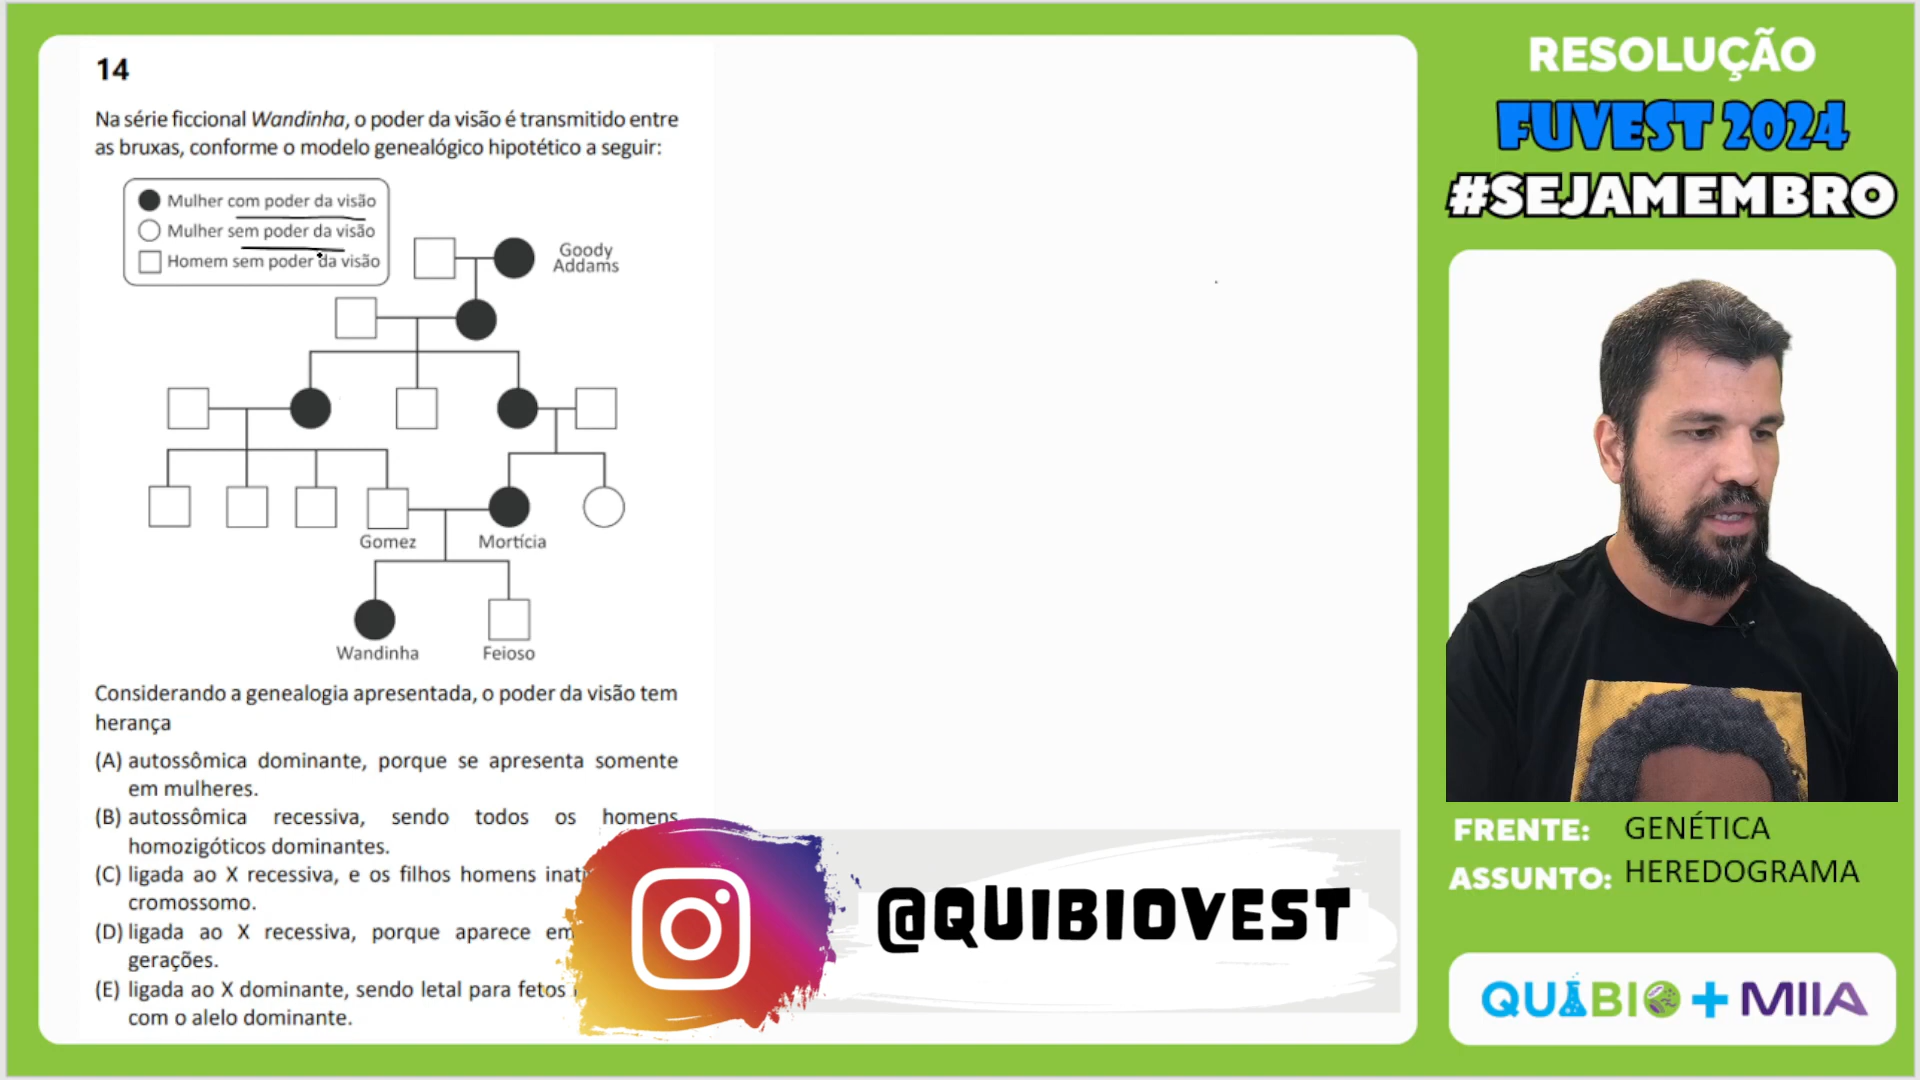 14
Na série ficcional Wandinha, o poder da visão é transmitido entre
as bruxas, conforme o modelo genealógico hipotético a seguir:
Mulher com poder da visão
Mulher sem poder da visão
Homem sem poder da visão
Goody
Addams
Gomez
Mortícia
Wandinha
Feioso
Considerando a genealogia apresentada, o poder da visão tem
herança
(A) autossômica dominante, porque se apresenta somente
em mulheres.
(B) autossômica recessiva, sendo todos os homens
homozigóticos dominantes.
(C) ligada ao X recessiva, e os filhos homens
cromossomo.
(D) ligada ao X recessiva, porque aparece em
gerações.
(E) ligada ao X dominante, sendo letal para fetos
com o alelo dominante.
@QUIBIOVEST
RESOLUÇÃO
FUVEST 2024
#SEJAMEMBRO
FRENTE: GENÉTICA
ASSUNTO: HEREDOGRAMA
QUIBIO + MIIA